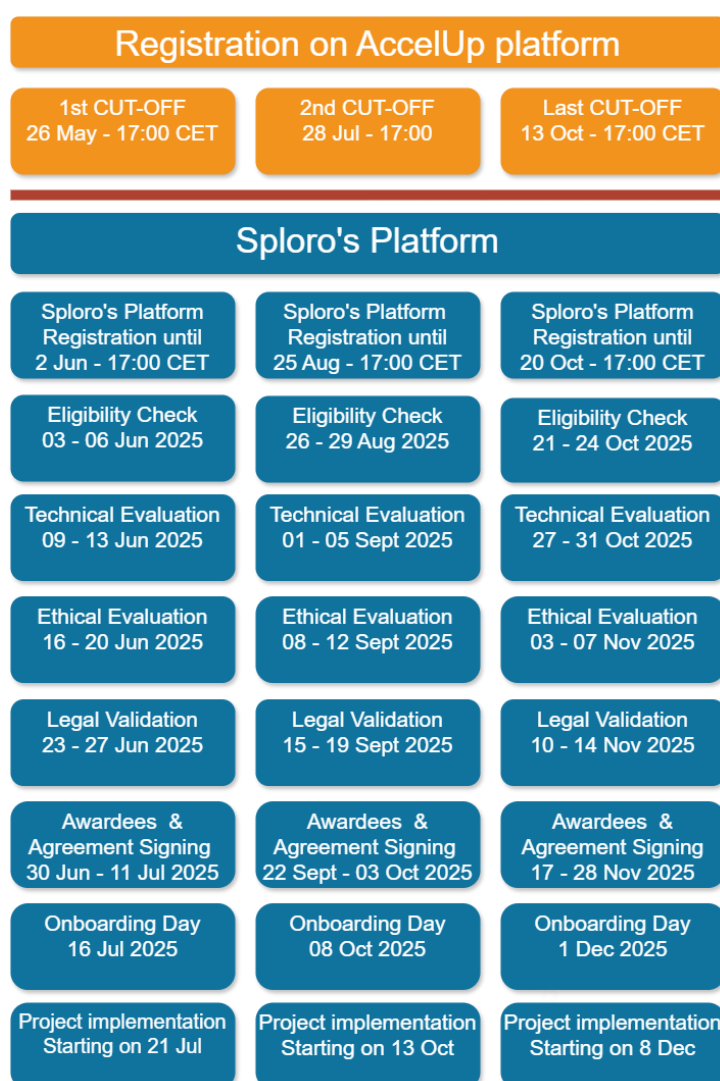 Registration on AccelUp platform
1st CUT-OFF
26 May - 17:00 CET
2nd CUT-OFF
28 Jul - 17:00
Last CUT-OFF
13 Oct - 17:00 CET
Sploro's Platform
Sploro's Platform
Registration until
2 Jun - 17:00 CET
Sploro's Platform
Registration until
25 Aug - 17:00 CET
Sploro's Platform
Registration until
20 Oct - 17:00 CET
Eligibility Check
03 - 06 Jun 2025
Eligibility Check
26 - 29 Aug 2025
Eligibility Check
21 - 24 Oct 2025
Technical Evaluation
09 - 13 Jun 2025
Technical Evaluation
01 - 05 Sept 2025
Technical Evaluation
27 - 31 Oct 2025
Ethical Evaluation
16 - 20 Jun 2025
Ethical Evaluation
08 - 12 Sept 2025
Ethical Evaluation
03 - 07 Nov 2025
Legal Validation
23 - 27 Jun 2025
Legal Validation
15 - 19 Sept 2025
Legal Validation
10 - 14 Nov 2025
Awardees &
Agreement Signing
30 Jun - 11 Jul 2025
Awardees &
Agreement Signing
22 Sept - 03 Oct 2025
Awardees &
Agreement Signing
17 - 28 Nov 2025
Onboarding Day
16 Jul 2025
Onboarding Day
08 Oct 2025
Onboarding Day
1 Dec 2025
Project implementation
Starting on 21 Jul
Project implementation
Starting on 13 Oct
Project implementation
Starting on 8 Dec